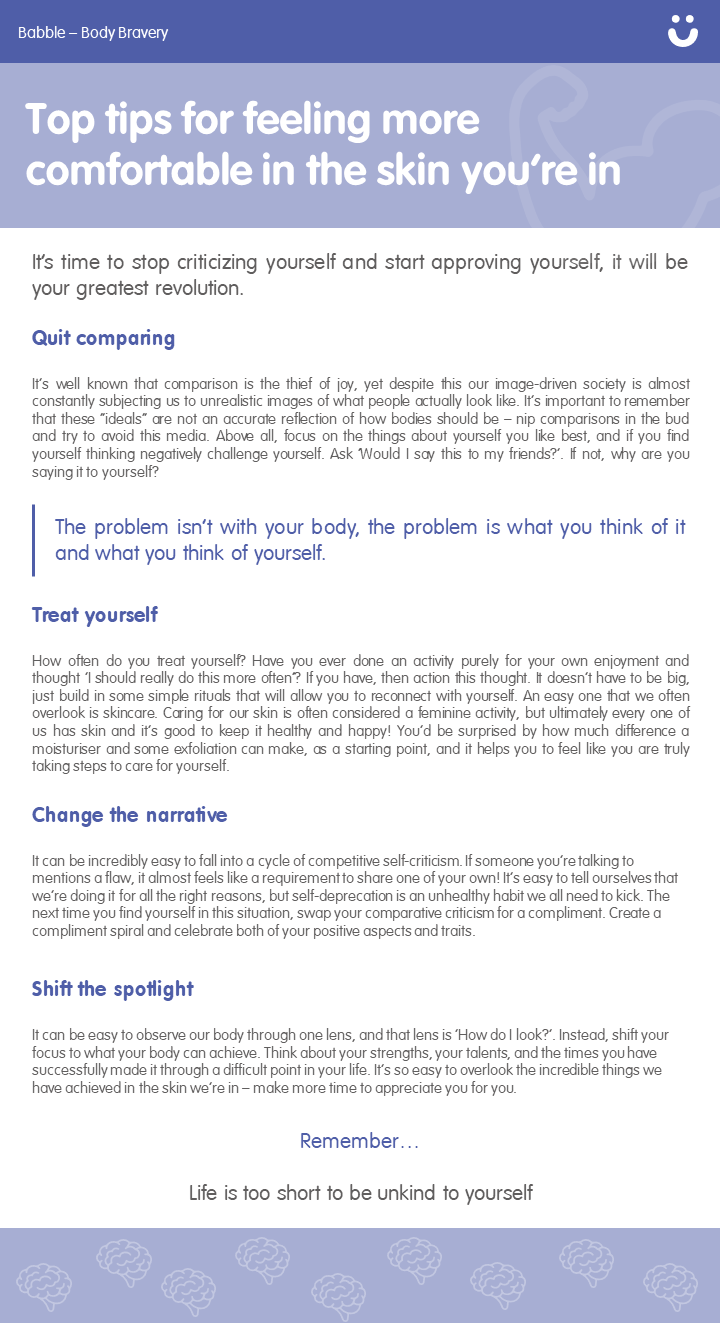 Babble – Body Bravery
Top tips for feeling more
comfortable in the skin you're in
It's time to stop criticizing yourself and start approving yourself, it will be
your greatest revolution.
Quit comparing
It's well known that comparison is the thief of joy, yet despite this our image-driven society is almost
constantly subjecting us to unrealistic images of what people actually look like. It's important to remember
that these "ideals" are not an accurate reflection of how bodies should be – nip comparisons in the bud
and try to avoid this media. Above all, focus on the things about yourself you like best, and if you find
yourself thinking negatively challenge yourself. Ask 'Would I say this to my friends?'. If not, why are you
saying it to yourself?
The problem isn't with your body, the problem is what you think of it
and what you think of yourself.
Treat yourself
How often do you treat yourself? Have you ever done an activity purely for your own enjoyment and
thought 'I should really do this more often'? If you have, then action this thought. It doesn't have to be big,
just build in some simple rituals that will allow you to reconnect with yourself. An easy one that we often
overlook is skincare. Caring for our skin is often considered a feminine activity, but ultimately every one of
us has skin and it's good to keep it healthy and happy! You'd be surprised by how much difference a
moisturiser and some exfoliation can make, as a starting point, and it helps you to feel like you are truly
taking steps to care for yourself.
Change the narrative
It can be incredibly easy to fall into a cycle of competitive self-criticism. If someone you're talking to
mentions a flaw, it almost feels like a requirement to share one of your own! It's easy to tell ourselves that
we're doing it for all the right reasons, but self-deprecation is an unhealthy habit we all need to kick. The
next time you find yourself in this situation, swap your comparative criticism for a compliment. Create a
compliment spiral and celebrate both of your positive aspects and traits.
Shift the spotlight
It can be easy to observe our body through one lens, and that lens is 'How do I look?'. Instead, shift your
focus to what your body can achieve. Think about your strengths, your talents, and the times you have
successfully made it through a difficult point in your life. It's so easy to overlook the incredible things we
have achieved in the skin we're in – make more time to appreciate you for you.
Remember...
Life is too short to be unkind to yourself